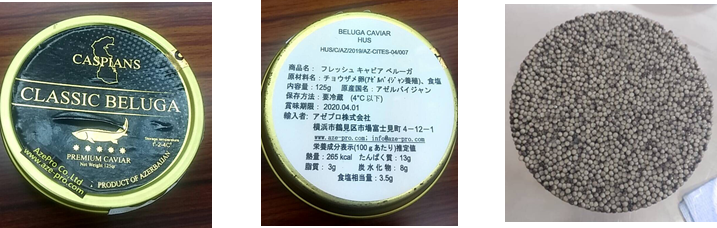 CASPIANS
CLASSIC BELUGA
Storage temperature
(-2-4C)
PREMIUM CAVIAR
Net Weight 125g
AzePro Co.,Ltd
www.aze-pro.com
PRODUCT OF AZERBAIJAN
BELUGA CAVIAR
HUS
HUS/C/AZ/2019/AZ-CITES-04/007
商品名： フレッシュ キャビア ベルーガ
原材料名：チョウザメ卵(ｱｾﾞﾙﾊﾞｲｼﾞｬﾝ養殖)、食塩
内容量：125g 原産国名：アゼルバイジャン
保存方法：要冷蔵 (4℃以下)
賞味期限： 2020.04.01
輸入者： アゼプロ株式会社
横浜市鶴見区市場富士見町 4－12－1
www.aze-pro.com; info@aze-pro.com
栄養成分表示(100ｇあたり)推定値
熱量：265 kcal たんぱく質：13g
脂質： 3g 炭水化物：8g
食塩相当量：3.5g